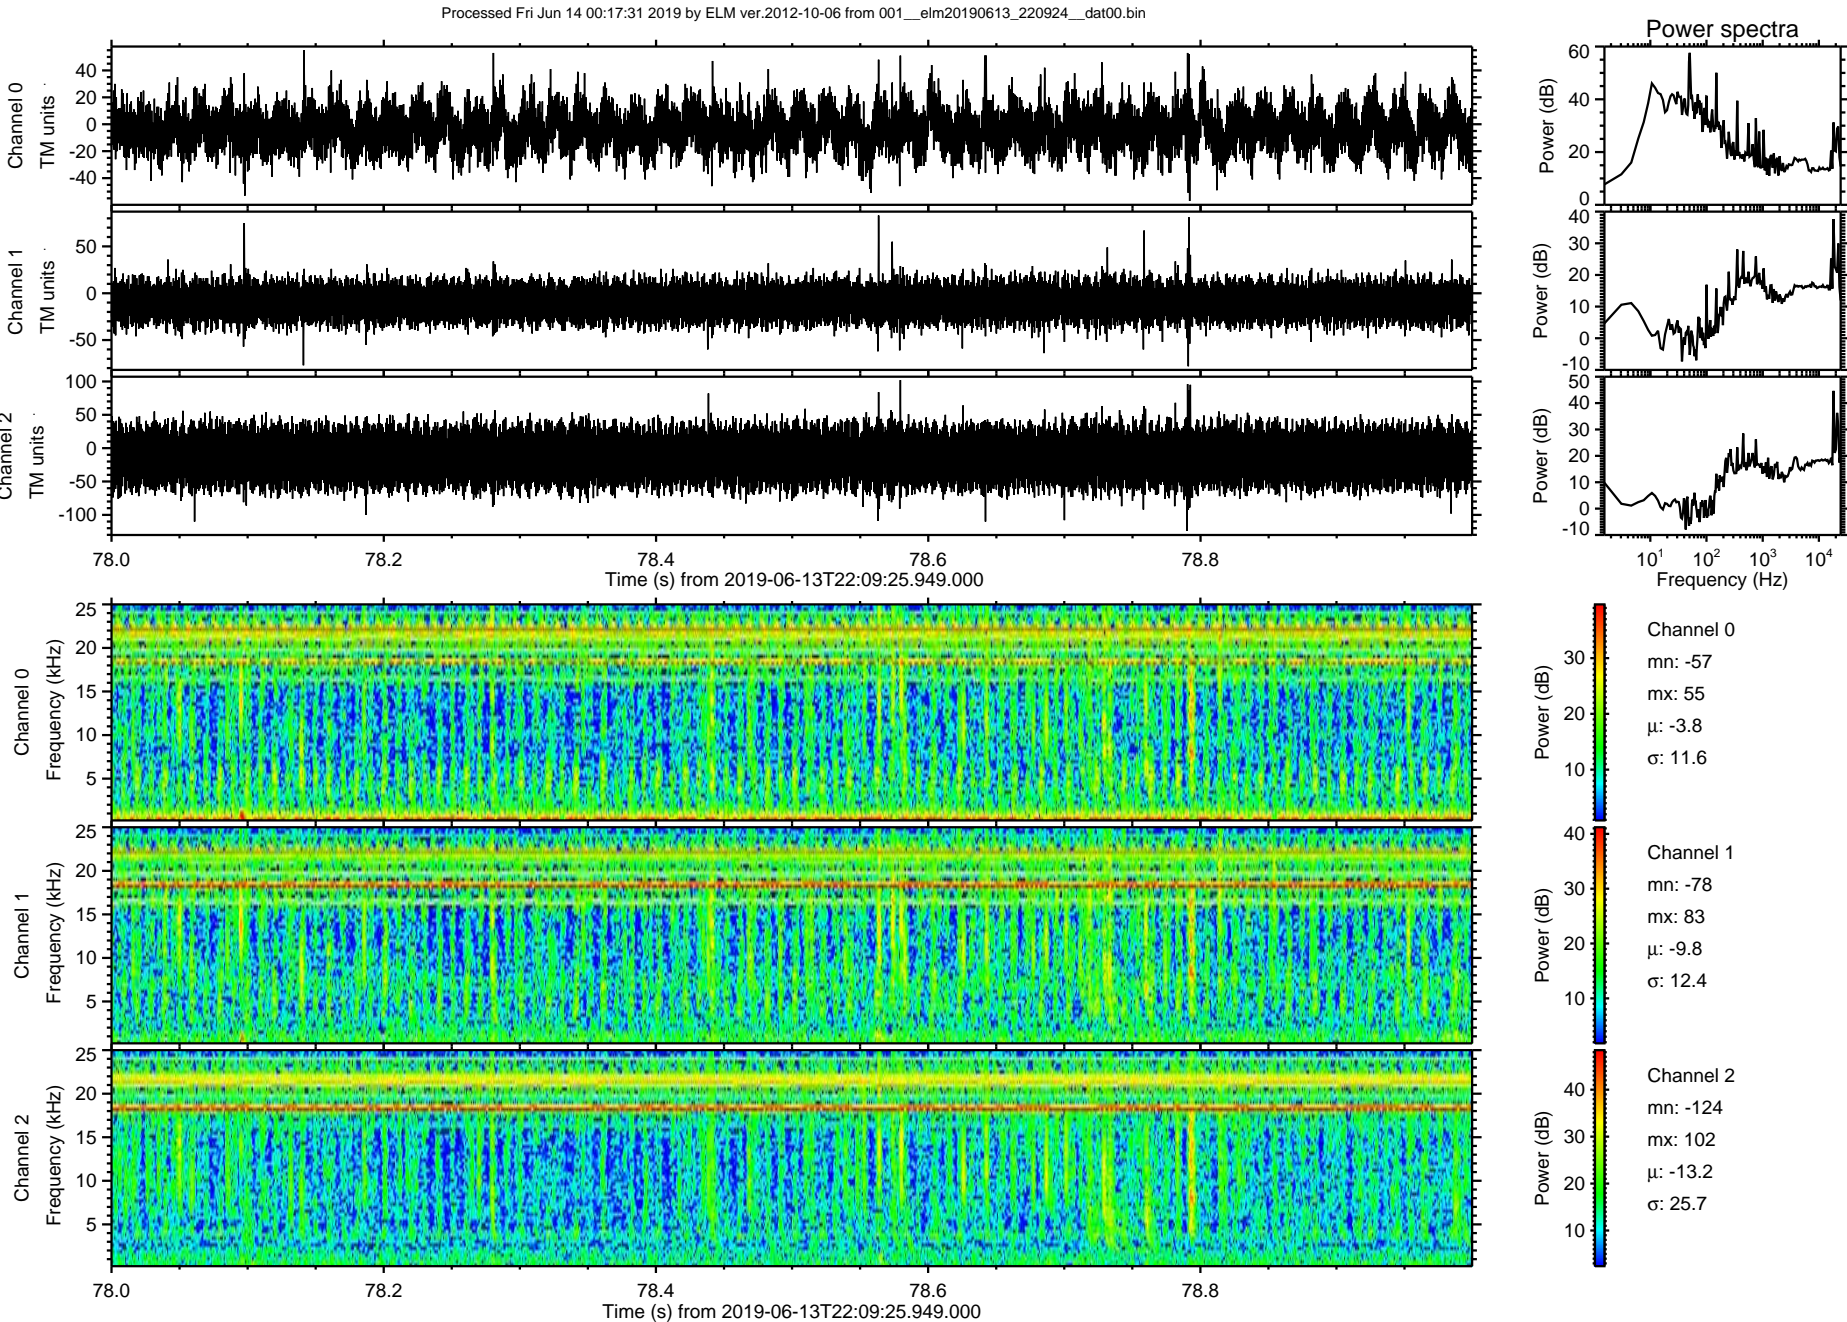 Processed Fri Jun 14 00:17:31 2019 by ELM ver.2012-10-06 from 001__elm20190613_220924__dat00.bin
Power spectra
Channel 0
TM units
40
20
0
-20
-40
Power (dB)
60
40
20
0
Channel 1
TM units
50
0
-50
Power (dB)
40
30
20
10
0
-10
Channel 2
TM units
100
50
0
-50
-100
Power (dB)
50
40
30
20
10
0
-10
78.0 78.2 78.4 78.6 78.8
Time (s) from 2019-06-13T22:09:25.949.000
10¹ 10² 10³ 10⁴
Frequency (Hz)
Channel 0
Frequency (kHz)
25
20
15
10
5
Power (dB)
30
20
10
Channel 0
mn: -57
mx: 55
μ: -3.8
σ: 11.6
Channel 1
Frequency (kHz)
25
20
15
10
5
Power (dB)
40
30
20
10
Channel 1
mn: -78
mx: 83
μ: -9.8
σ: 12.4
Channel 2
Frequency (kHz)
25
20
15
10
5
Power (dB)
40
30
20
10
Channel 2
mn: -124
mx: 102
μ: -13.2
σ: 25.7
78.0 78.2 78.4 78.6 78.8
Time (s) from 2019-06-13T22:09:25.949.000